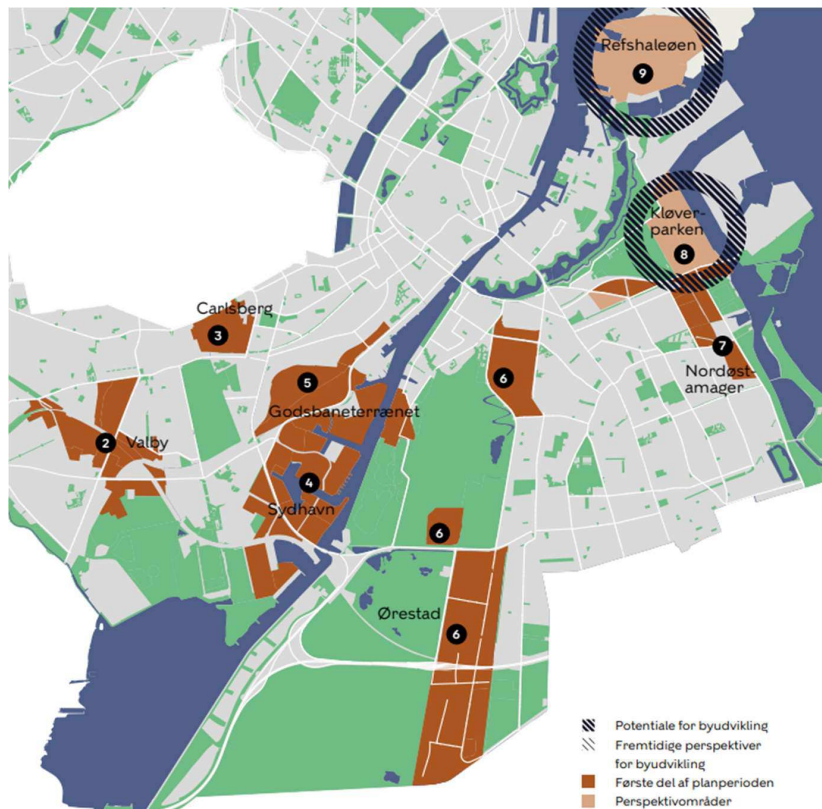 Refshaleøen
9
Kløver-
parken
8
Carlsberg
3
7
Nordøst-
amager
5
6
Godsbaneterrænet
2
Valby
4
Sydhavn
6
Ørestad
6
Potentiale for byudvikling
Fremtidige perspektiver
for byudvikling
Første del af planperioden
Perspektivområder